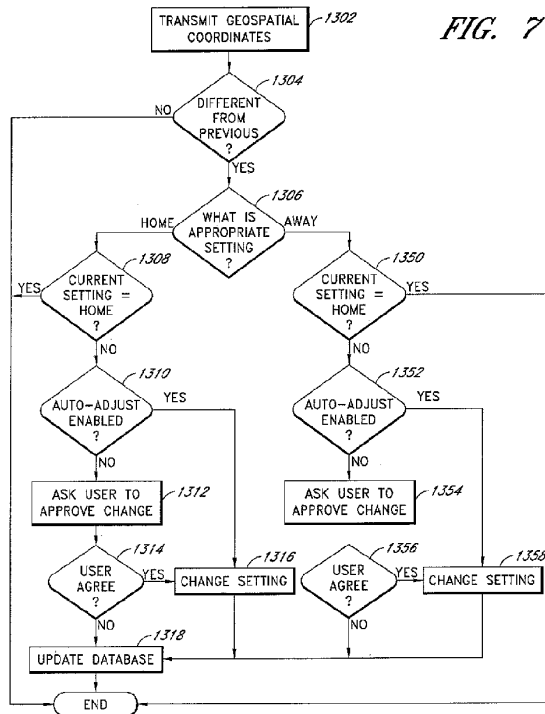 TRANSMIT GEOSPATIAL
COORDINATES
1302
FIG. 7
1304
DIFFERENT
FROM
PREVIOUS
?
NO
YES
1306
WHAT IS
APPROPRIATE
SETTING
?
HOME
AWAY
1308
CURRENT
SETTING =
HOME
?
YES
NO
1350
CURRENT
SETTING =
HOME
?
YES
NO
1310
AUTO-ADJUST
ENABLED
?
YES
NO
1352
AUTO-ADJUST
ENABLED
?
YES
NO
1312
ASK USER TO
APPROVE CHANGE
1354
ASK USER TO
APPROVE CHANGE
1314
USER
AGREE
?
YES
NO
1316
CHANGE SETTING
1356
USER
AGREE
?
YES
NO
1358
CHANGE SETTING
1318
UPDATE DATABASE
END